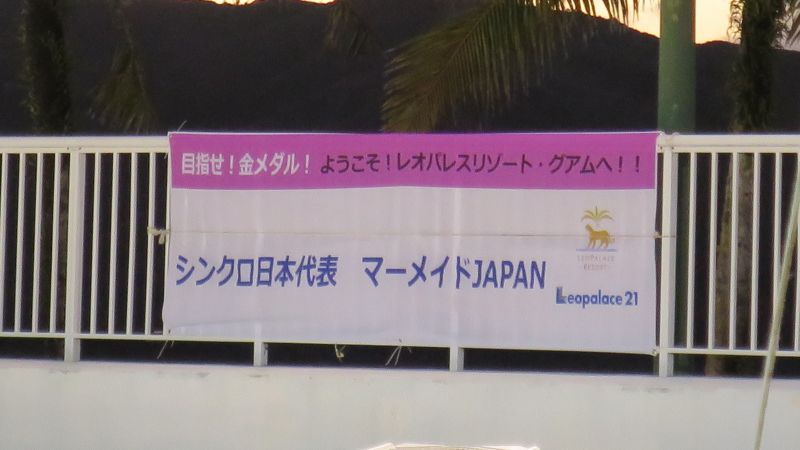 目指せ！金メダル！ ようこそ！レオパレスリゾート・グアムへ！！
シンクロ日本代表　マーメイドJAPAN
LEOPALACE
RESORT
Leopalace 21